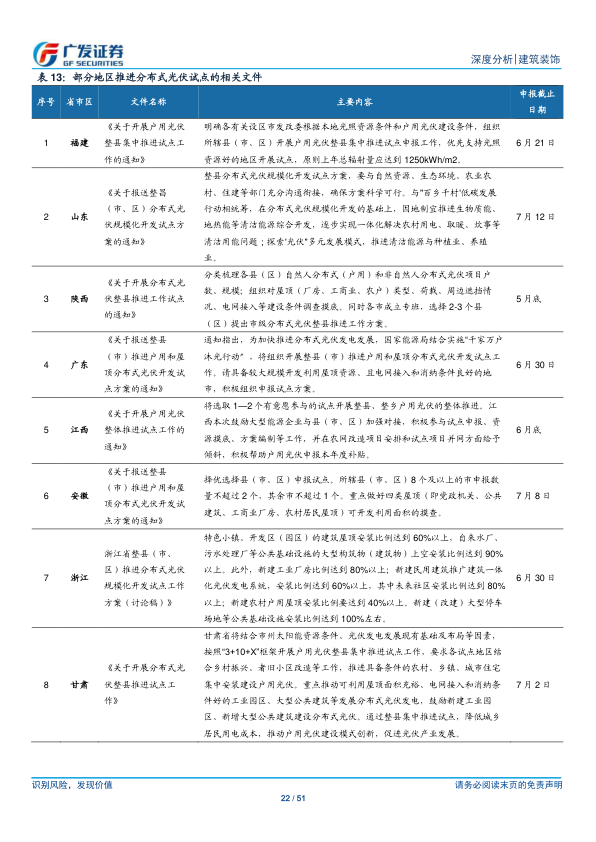 广发证券
GF SECURITIES
深度分析|建筑装饰
表 13：部分地区推进分布式光伏试点的相关文件
序号 省市区 文件名称 主要内容 申报截止
日期
1 福建 《关于开展户用光伏
整县集中推进试点工
作的通知》
明确各有关设区市发改委根据本地光照资源条件和户用光伏建设条件，组织
所辖县（市、区）开展户用光伏整县集中推进试点申报工作，优先支持光照
资源好的地区开展试点，原则上年总辐射量应达到 1250kWh/m2。
6 月 21 日
2 山东 《关于报送整县
（市、区）分布式光
伏规模化开发试点方
案的通知》
整县分布式光伏规模化开发试点方案，要与自然资源、生态环境、农业农
村、住建等部门充分沟通衔接，确保方案科学可行。与"百乡千村"低碳发展
行动相统筹，在分布式光伏规模化开发的基础上，因地制宜推进生物质能、
地热能等清洁能源综合开发，逐步实现一体化解决农村用电、取暖、炊事等
清洁用能问题；探索'光伏"多元发展模式，推进清洁能源与种植业、养殖
业。
7 月 12 日
3 陕西 《关于开展分布式光
伏整县推进工作试点
的通知》
分类梳理各县（区）自然人分布式（户用）和非自然人分布式光伏项目户
数、规模；组织对屋顶（厂房、工商业、农户）类型、荷载、周边遮挡情
况、电网接入等建设条件调查摸底。同时各市成立专班，选择 2-3 个县
（区）提出市级分布式光伏整县推进工作方案。
5 月底
4 广东 《关于报送整县
（市）推进户用和屋
顶分布式光伏开发试
点方案的通知》
通知指出，为加快推进分布式光伏发电发展，国家能源局结合实施"千家万户
沐光行动"，将组织开展整县（市）推进户用和屋顶分布式光伏开发试点工
作。请具备较大规模开发利用屋顶资源、且电网接入和消纳条件良好的地
市，积极组织申报试点方案。
6 月 30 日
5 江西 《关于开展户用光伏
整体推进试点工作的
通知》
将选取 1—2 个有意愿参与的试点开展整县、整乡户用光伏的整体推进。江
西本次鼓励大型能源企业与县（市、区）加强对接，积极参与试点申报、资
源摸底、方案编制等工作，并在农网改造项目安排和试点项目并网方面给予
倾斜，积极帮助户用光伏申报本年度补贴。
6 月底
6 安徽 《关于报送整县
（市）推进户用和屋
顶分布式光伏开发试
点方案的通知》
择优选择县（市、区）申报试点。所辖县（市、区）8 个及以上的市申报数
量不超过 2 个，其余市不超过 1 个。重点做好四类屋顶（即党政机关、公共
建筑、工商业厂房、农村居民屋顶）可开发利用面积的摸查。
7 月 8 日
7 浙江 浙江省整县（市、
区）推进分布式光伏
规模化开发试点工作
方案（讨论稿）》
特色小镇。开发区（园区）的建筑屋顶安装比例达到 60%以上，自来水厂、
污水处理厂等公共基础设施的大型构筑物（建筑物）上空安装比例达到 90%
以上。此外，新建工业厂房比例达到 80%以上；新建民用建筑推广建筑一体
化光伏发电系统，安装比例达到 60%以上，其中未来社区安装比例达到 80%
以上；新建农村户用屋顶安装比例要达到 40%以上。新建（改建）大型停车
场地等公共基础设施安装比例达到 100%左右。
6 月 30 日
8 甘肃 《关于开展分布式光
伏整县推进试点工
作》
甘肃省将结合市州太阳能资源条件、光伏发电发展现有基础及布局等因素，
按照"3+10+X"框架开展户用光伏整县集中推进试点工作，要求各试点地区结
合乡村振兴、老旧小区改造等工作，推进具备条件的农村、乡镇、城市住宅
集中安装建设户用光伏。重点推动可利用屋顶面积充裕、电网接入和消纳条
件好的工业园区、大型公共建筑等发展分布式光伏发电，鼓励新建工业园
区、新增大型公共建筑建设分布式光伏。通过整县集中推进试点，降低城乡
居民用电成本，推动户用光伏建设模式创新，促进光伏产业发展。
7 月 2 日
识别风险，发现价值 请务必阅读末页的免责声明
22 / 51